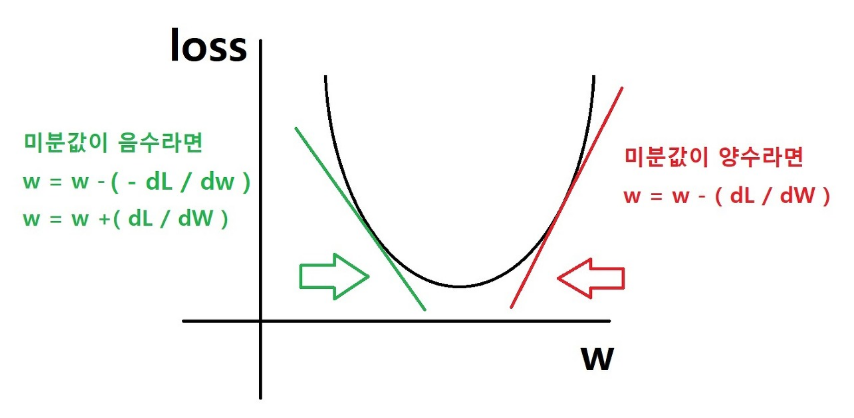 loss
미분값이 음수라면
w = w - ( - dL / dw )
w = w + ( dL / dW )
미분값이 양수라면
w = w - ( dL / dW )
w